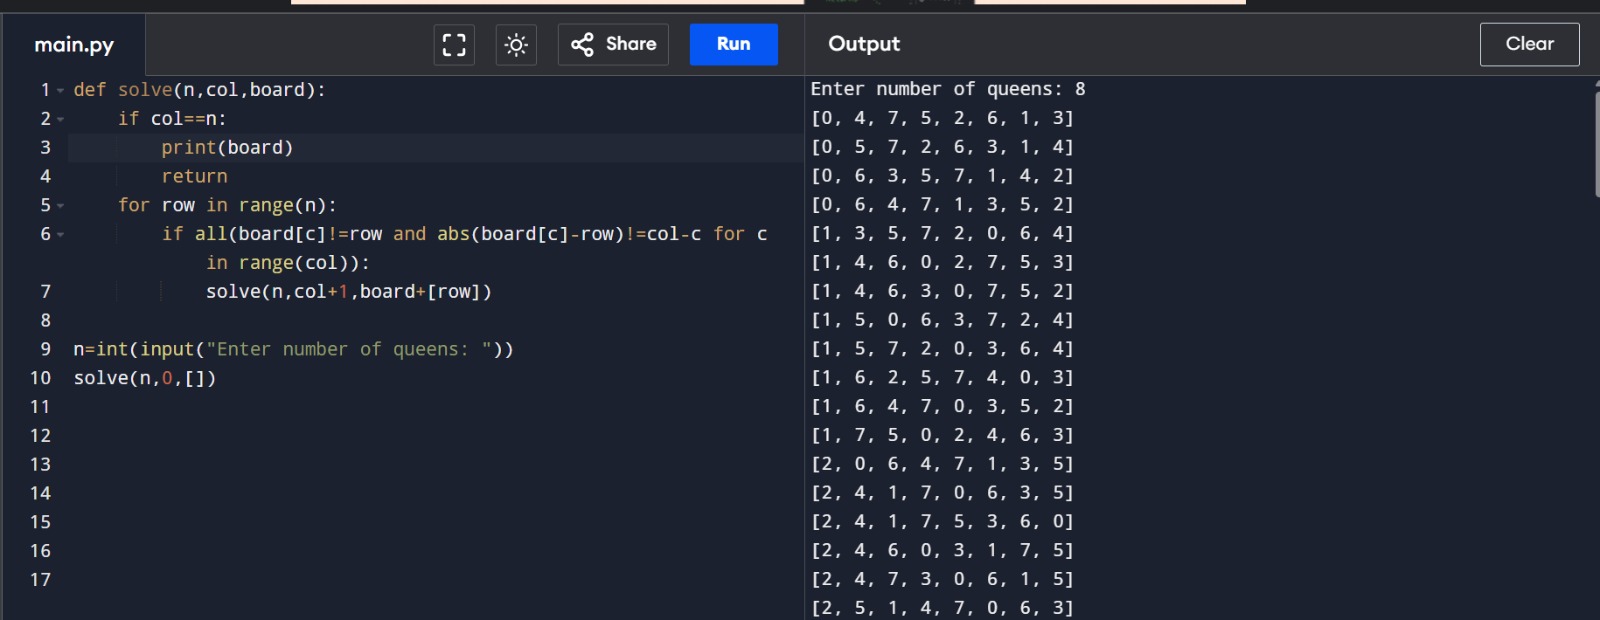 main.py
Share
Run
Output
Clear
1 def solve(n,col,board):
2     if col==n:
3         print(board)
4         return
5     for row in range(n):
6         if all(board[c]!=row and abs(board[c]-row)!=col-c for c
            in range(col)):
7             solve(n,col+1,board+[row])
8
9 n=int(input("Enter number of queens: "))
10 solve(n,0,[])
11
12
13
14
15
16
17
Enter number of queens: 8
[0, 4, 7, 5, 2, 6, 1, 3]
[0, 5, 7, 2, 6, 3, 1, 4]
[0, 6, 3, 5, 7, 1, 4, 2]
[0, 6, 4, 7, 1, 3, 5, 2]
[1, 3, 5, 7, 2, 0, 6, 4]
[1, 4, 6, 0, 2, 7, 5, 3]
[1, 4, 6, 3, 0, 7, 5, 2]
[1, 5, 0, 6, 3, 7, 2, 4]
[1, 5, 7, 2, 0, 3, 6, 4]
[1, 6, 2, 5, 7, 4, 0, 3]
[1, 6, 4, 7, 0, 3, 5, 2]
[1, 7, 5, 0, 2, 4, 6, 3]
[2, 0, 6, 4, 7, 1, 3, 5]
[2, 4, 1, 7, 0, 6, 3, 5]
[2, 4, 1, 7, 5, 3, 6, 0]
[2, 4, 6, 0, 3, 1, 7, 5]
[2, 4, 7, 3, 0, 6, 1, 5]
[2, 5, 1, 4, 7, 0, 6, 3]